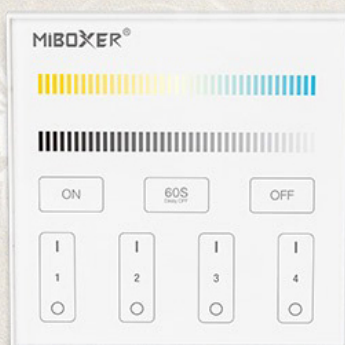 MiBOXER®
ON 60S OFF
Delay OFF
I I I I
1 2 3 4